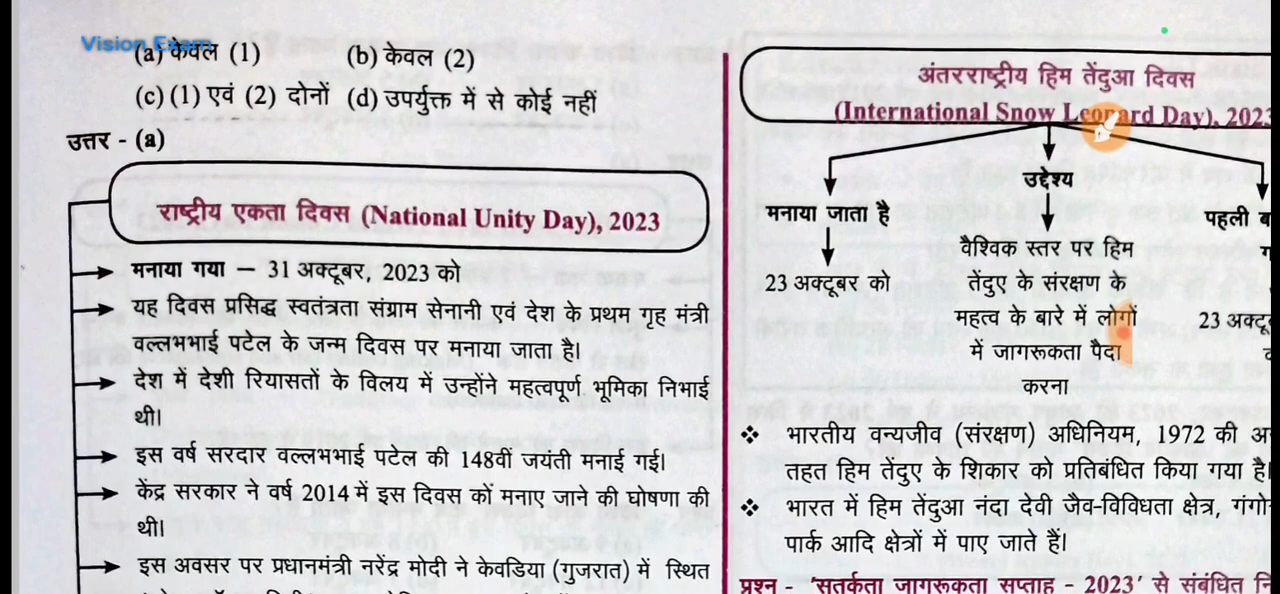 Vision Exam
(a) केवल (1) (b) केवल (2)
(c) (1) एवं (2) दोनों (d) उपर्युक्त में से कोई नहीं
उत्तर - (a)
राष्ट्रीय एकता दिवस (National Unity Day), 2023
मनाया गया – 31 अक्टूबर, 2023 को
यह दिवस प्रसिद्ध स्वतंत्रता संग्राम सेनानी एवं देश के प्रथम गृह मंत्री
वल्लभभाई पटेल के जन्म दिवस पर मनाया जाता है।
देश में देशी रियासतों के विलय में उन्होंने महत्वपूर्ण भूमिका निभाई
थी।
इस वर्ष सरदार वल्लभभाई पटेल की 148वीं जयंती मनाई गई।
केंद्र सरकार ने वर्ष 2014 में इस दिवस कों मनाए जाने की घोषणा की
थी।
इस अवसर पर प्रधानमंत्री नरेंद्र मोदी ने केवडिया (गुजरात) में स्थित
अंतरराष्ट्रीय हिम तेंदुआ दिवस
(International Snow Leopard Day), 2023
मनाया जाता है
23 अक्टूबर को
उद्देश्य
वैश्विक स्तर पर हिम
तेंदुए के संरक्षण के
महत्व के बारे में लोगों
में जागरूकता पैदा
करना
पहली
23
❖ भारतीय वन्यजीव (संरक्षण) अधिनियम, 1972 की
तहत हिम तेंदुए के शिकार को प्रतिबंधित किया गया है।
❖ भारत में हिम तेंदुआ नंदा देवी जैव-विविधता क्षेत्र,
पार्क आदि क्षेत्रों में पाए जाते हैं।
प्रश्न - 'सतर्कता जागरूकता सप्ताह - 2023' से संबंधित